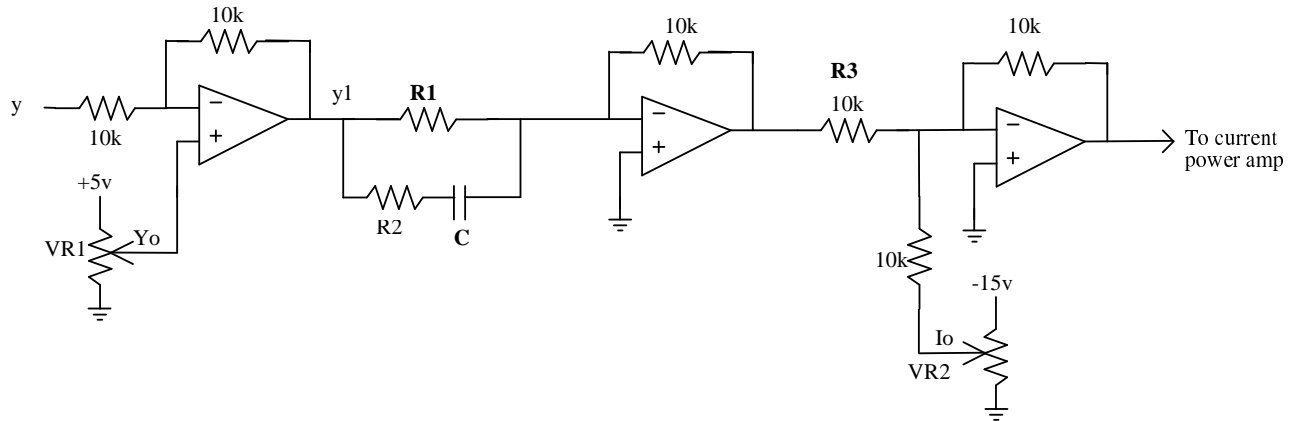 10k
y
10k
+5v
VR1
Yo
y1
R1
R2
C
10k
R3
10k
10k
10k
-15v
Io
VR2
To current
power amp